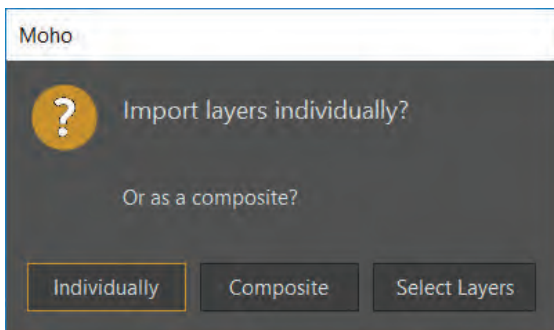 Moho
?
Import layers individually?
Or as a composite?
Individually Composite Select Layers